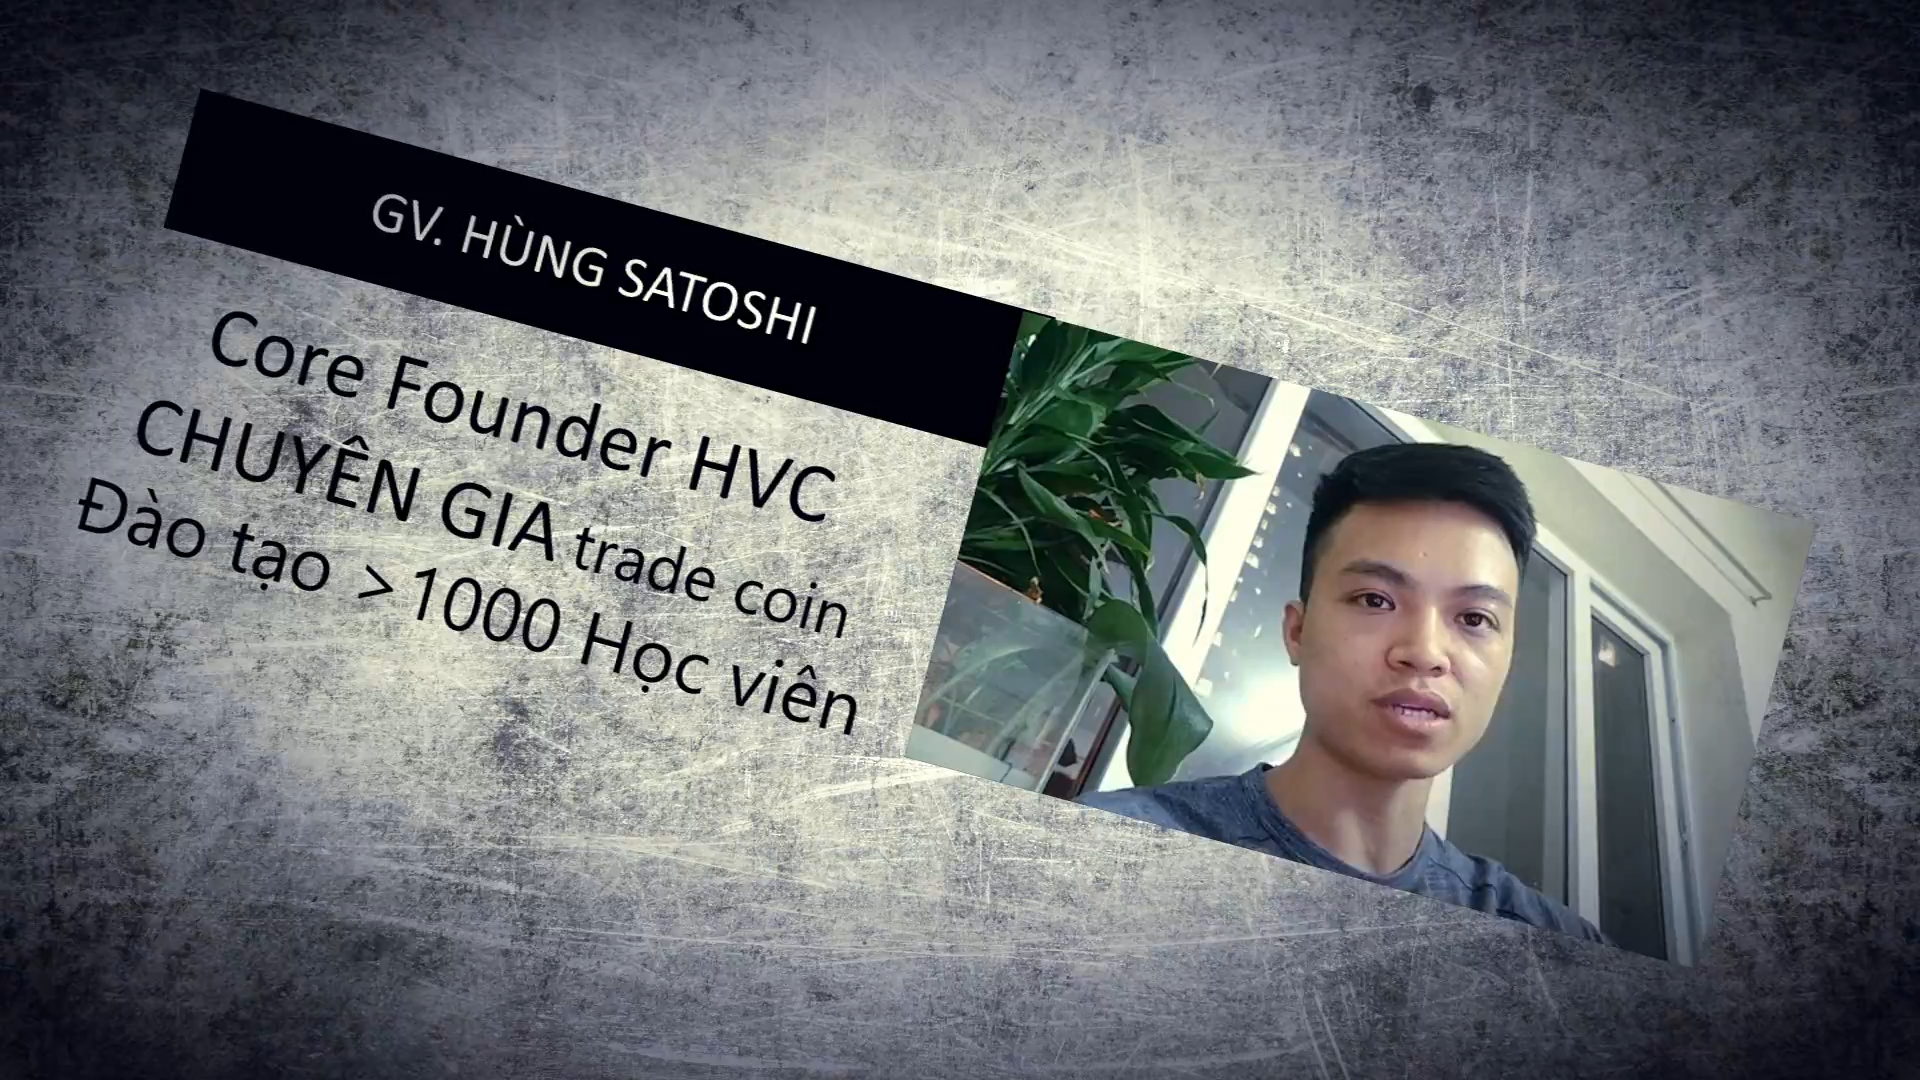 GV. HÙNG SATOSHI
Core Founder HVC
CHUYÊN GIA trade coin
Đào tạo >1000 Học viên